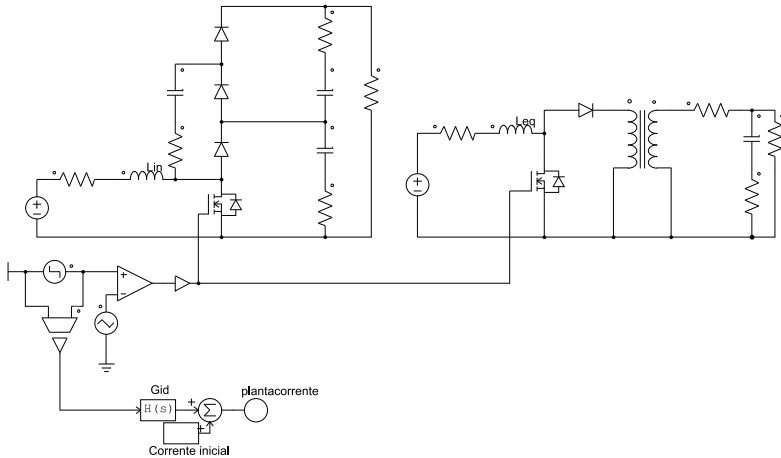 Lin
Leq
Gid
H(s)
plantacorrente
Corrente inicial